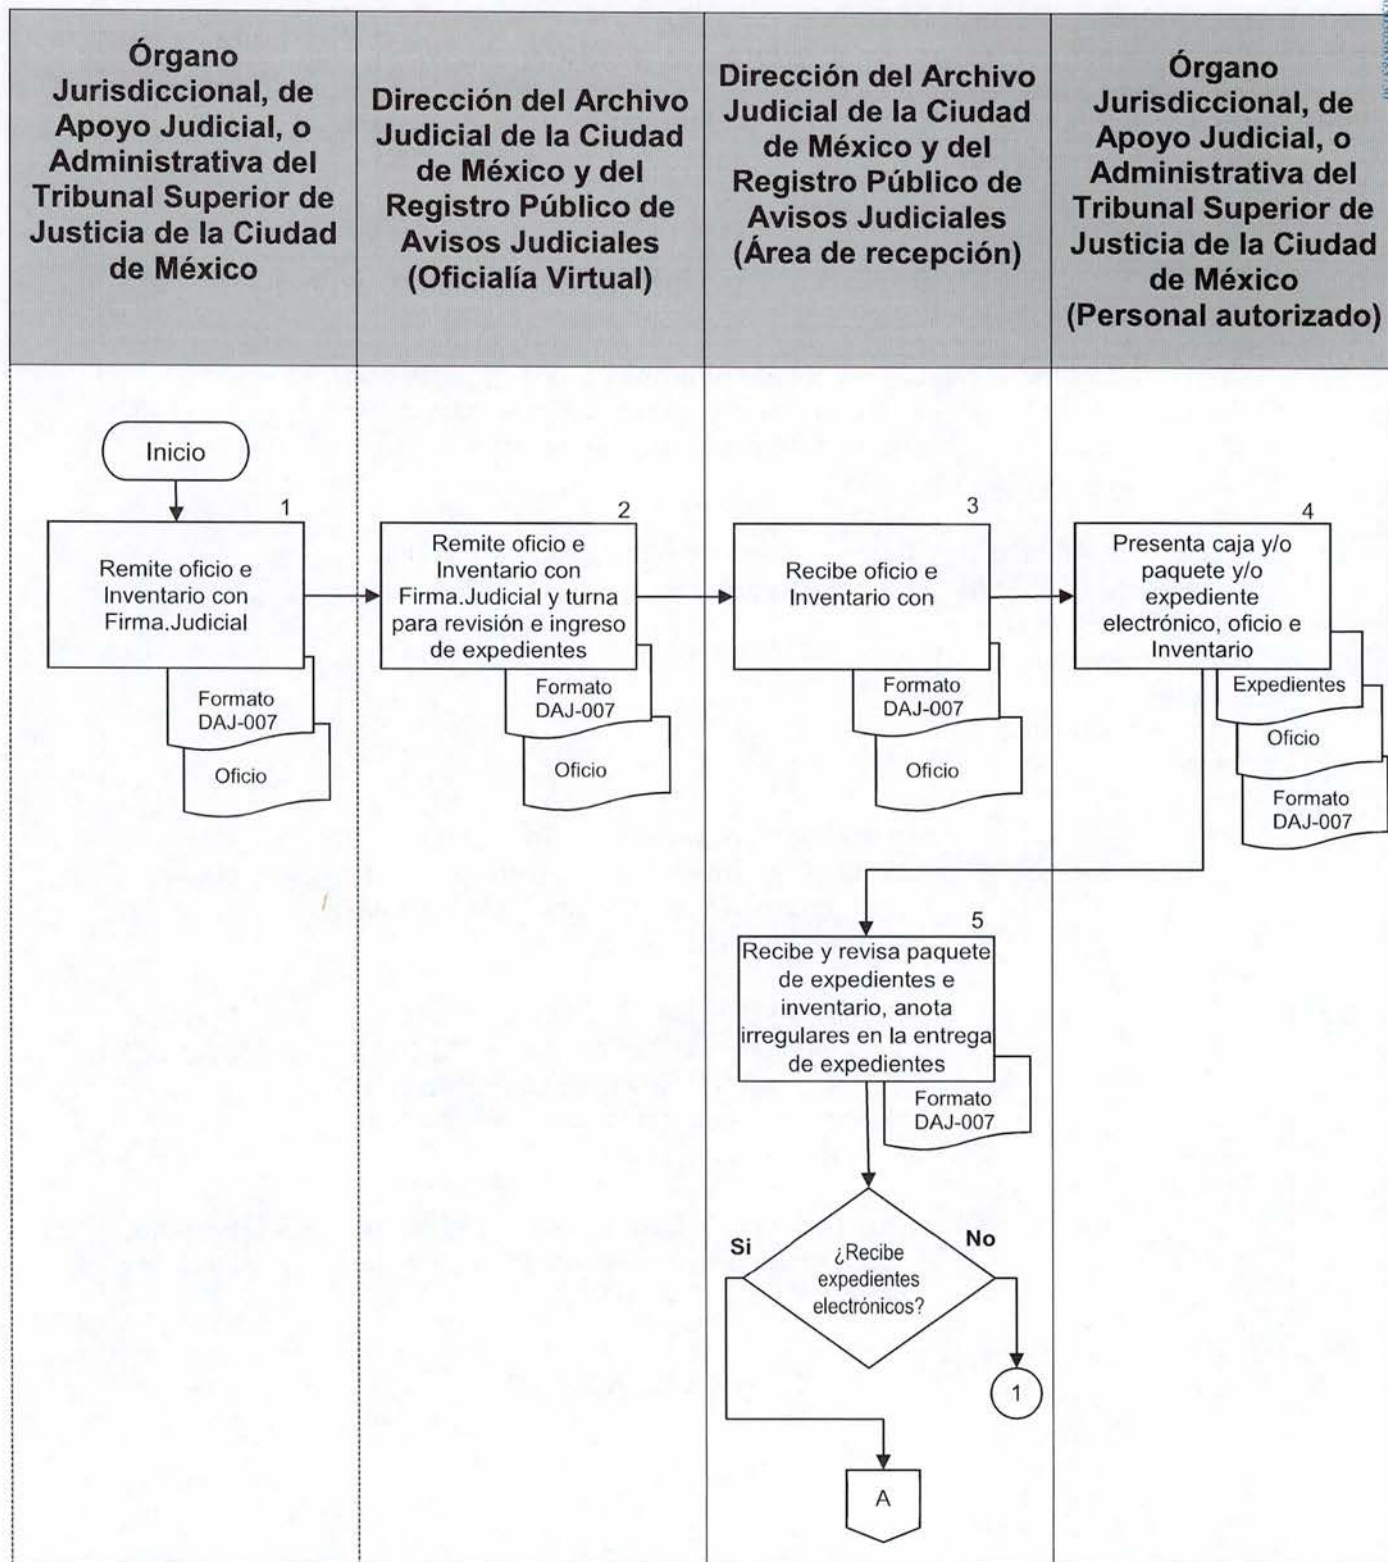 Órgano
Jurisdiccional, de
Apoyo Judicial, o
Administrativa del
Tribunal Superior de
Justicia de la Ciudad
de México
Dirección del Archivo
Judicial de la Ciudad
de México y del
Registro Público de
Avisos Judiciales
(Oficialía Virtual)
Dirección del Archivo
Judicial de la Ciudad
de México y del
Registro Público de
Avisos Judiciales
(Área de recepción)
Órgano
Jurisdiccional, de
Apoyo Judicial, o
Administrativa del
Tribunal Superior de
Justicia de la Ciudad
de México
(Personal autorizado)
Inicio
1
Remite oficio e
Inventario con
Firma.Judicial
Formato
DAJ-007
Oficio
2
Remite oficio e
Inventario con
Firma.Judicial y turna
para revisión e ingreso
de expedientes
Formato
DAJ-007
Oficio
3
Recibe oficio e
Inventario con
Formato
DAJ-007
Oficio
4
Presenta caja y/o
paquete y/o
expediente
electrónico, oficio e
Inventario
Expedientes
Oficio
Formato
DAJ-007
5
Recibe y revisa paquete
de expedientes e
inventario, anota
irregulares en la entrega
de expedientes
Formato
DAJ-007
Si
¿Recibe
expedientes
electrónicos?
No
1
A